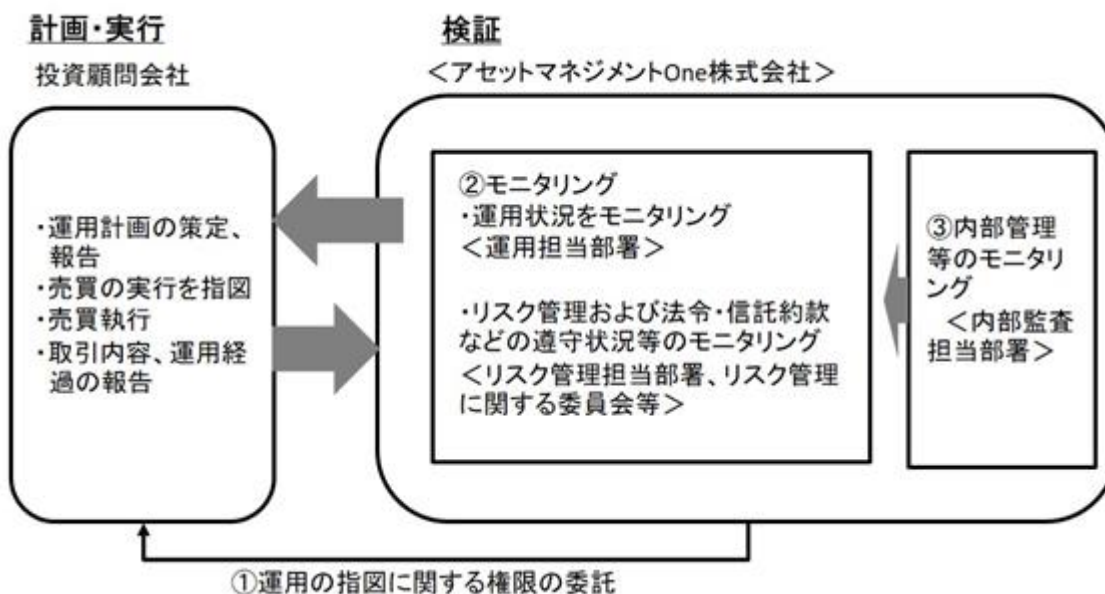 計画・実行
投資顧問会社
・運用計画の策定、
報告
・売買の実行を指図
・売買執行
・取引内容、運用経
過の報告
検証
＜アセットマネジメントOne株式会社＞
②モニタリング
・運用状況をモニタリング
＜運用担当部署＞
・リスク管理および法令・信託約款
などの遵守状況等のモニタリング
＜リスク管理担当部署、リスク管理
に関する委員会等＞
③内部管理
等のモニタリ
ング
＜内部監査
担当部署＞
①運用の指図に関する権限の委託